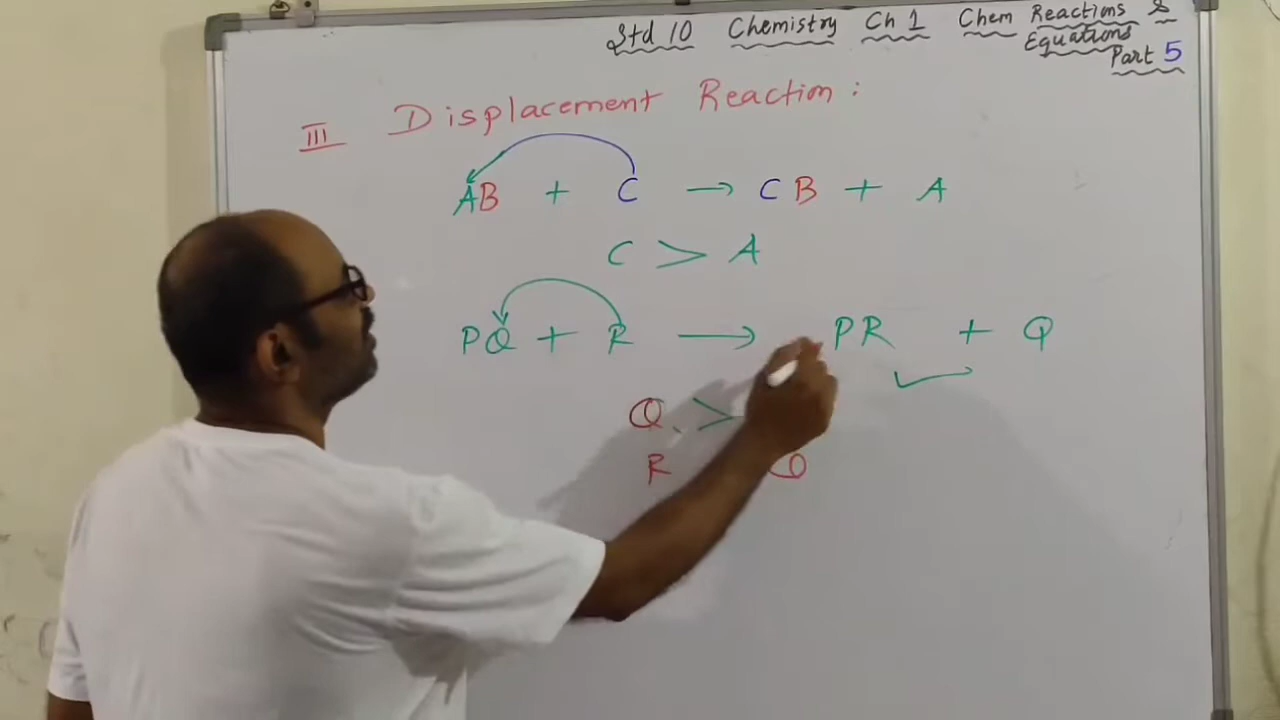 Std 10 Chemistry Ch 1 Chem Reactions &
Equations
Part 5
III Displacement Reaction :
AB + C → CB + A
C > A
PQ + R → PR + Q
Q >
R Q